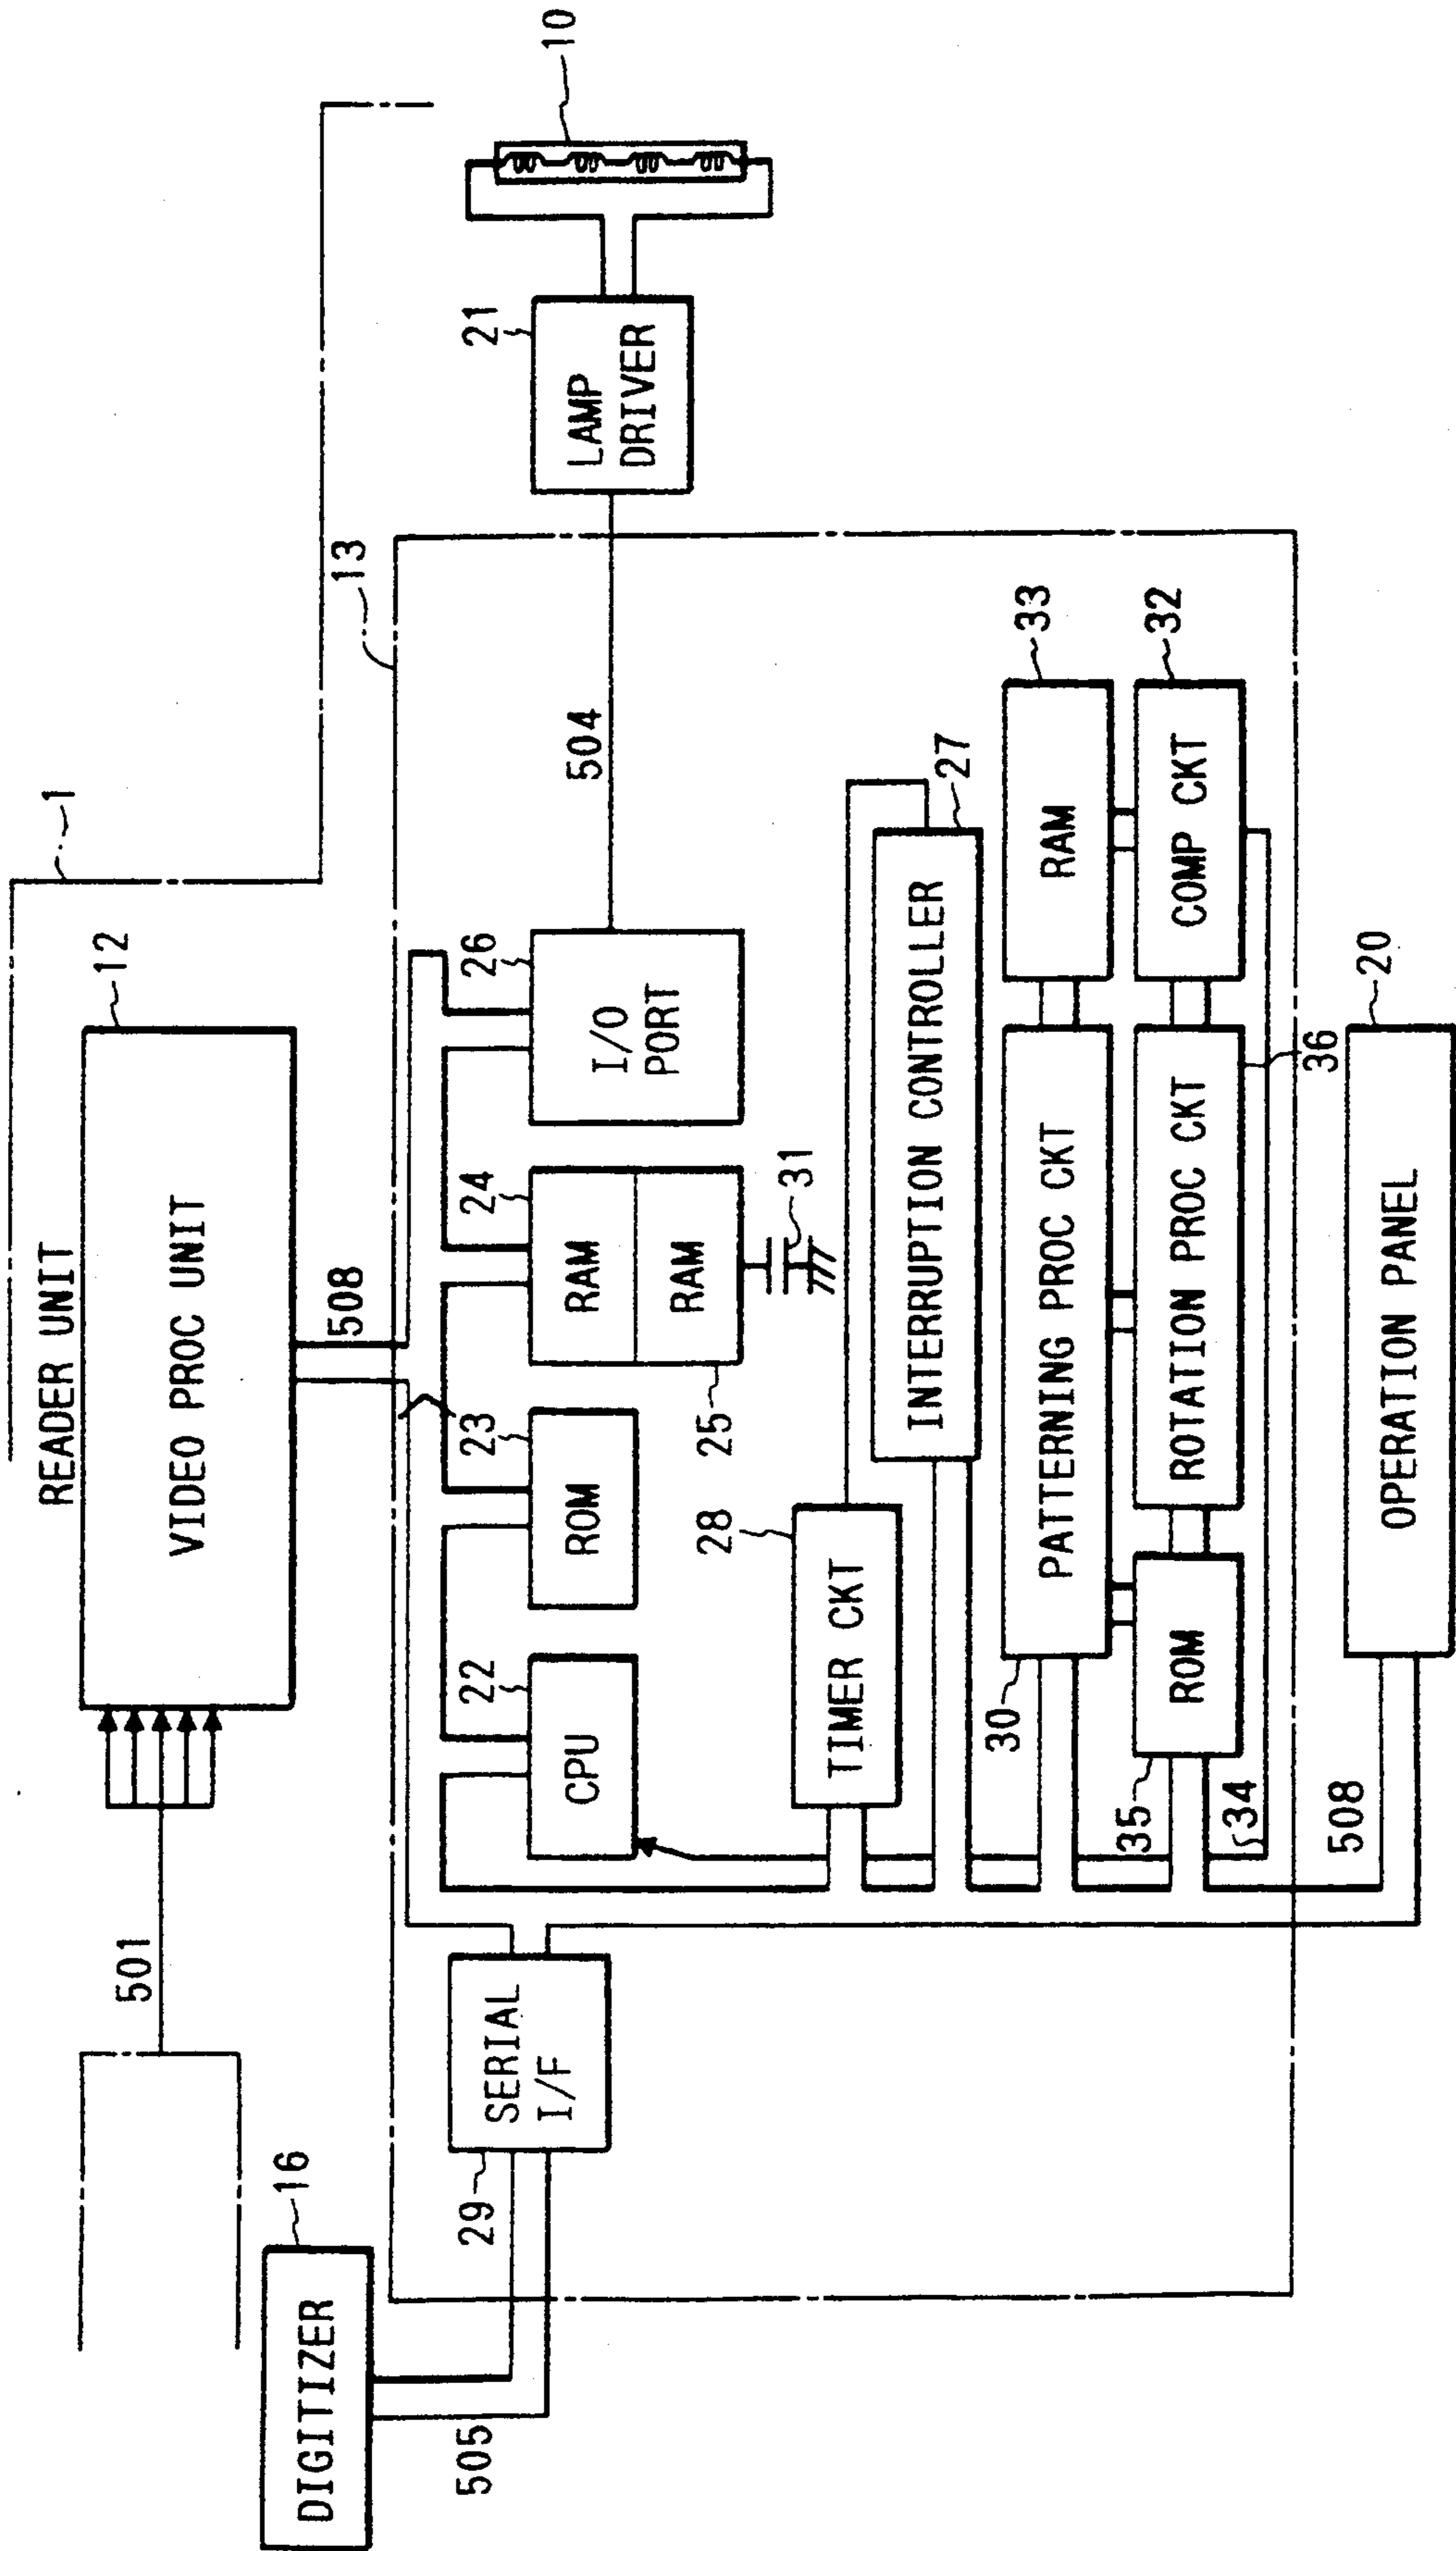 READER UNIT
1
VIDEO PROC UNIT
12
501
508
DIGITIZER
16
505
13
SERIAL
I/F
29
CPU
22
ROM
23
RAM
24
RAM
25
31
I/O
PORT
26
504
LAMP
DRIVER
21
10
TIMER CKT
28
INTERRUPTION CONTROLLER
27
PATTERNING PROC CKT
30
RAM
33
ROM
35
34
ROTATION PROC CKT
36
COMP CKT
32
508
OPERATION PANEL
20